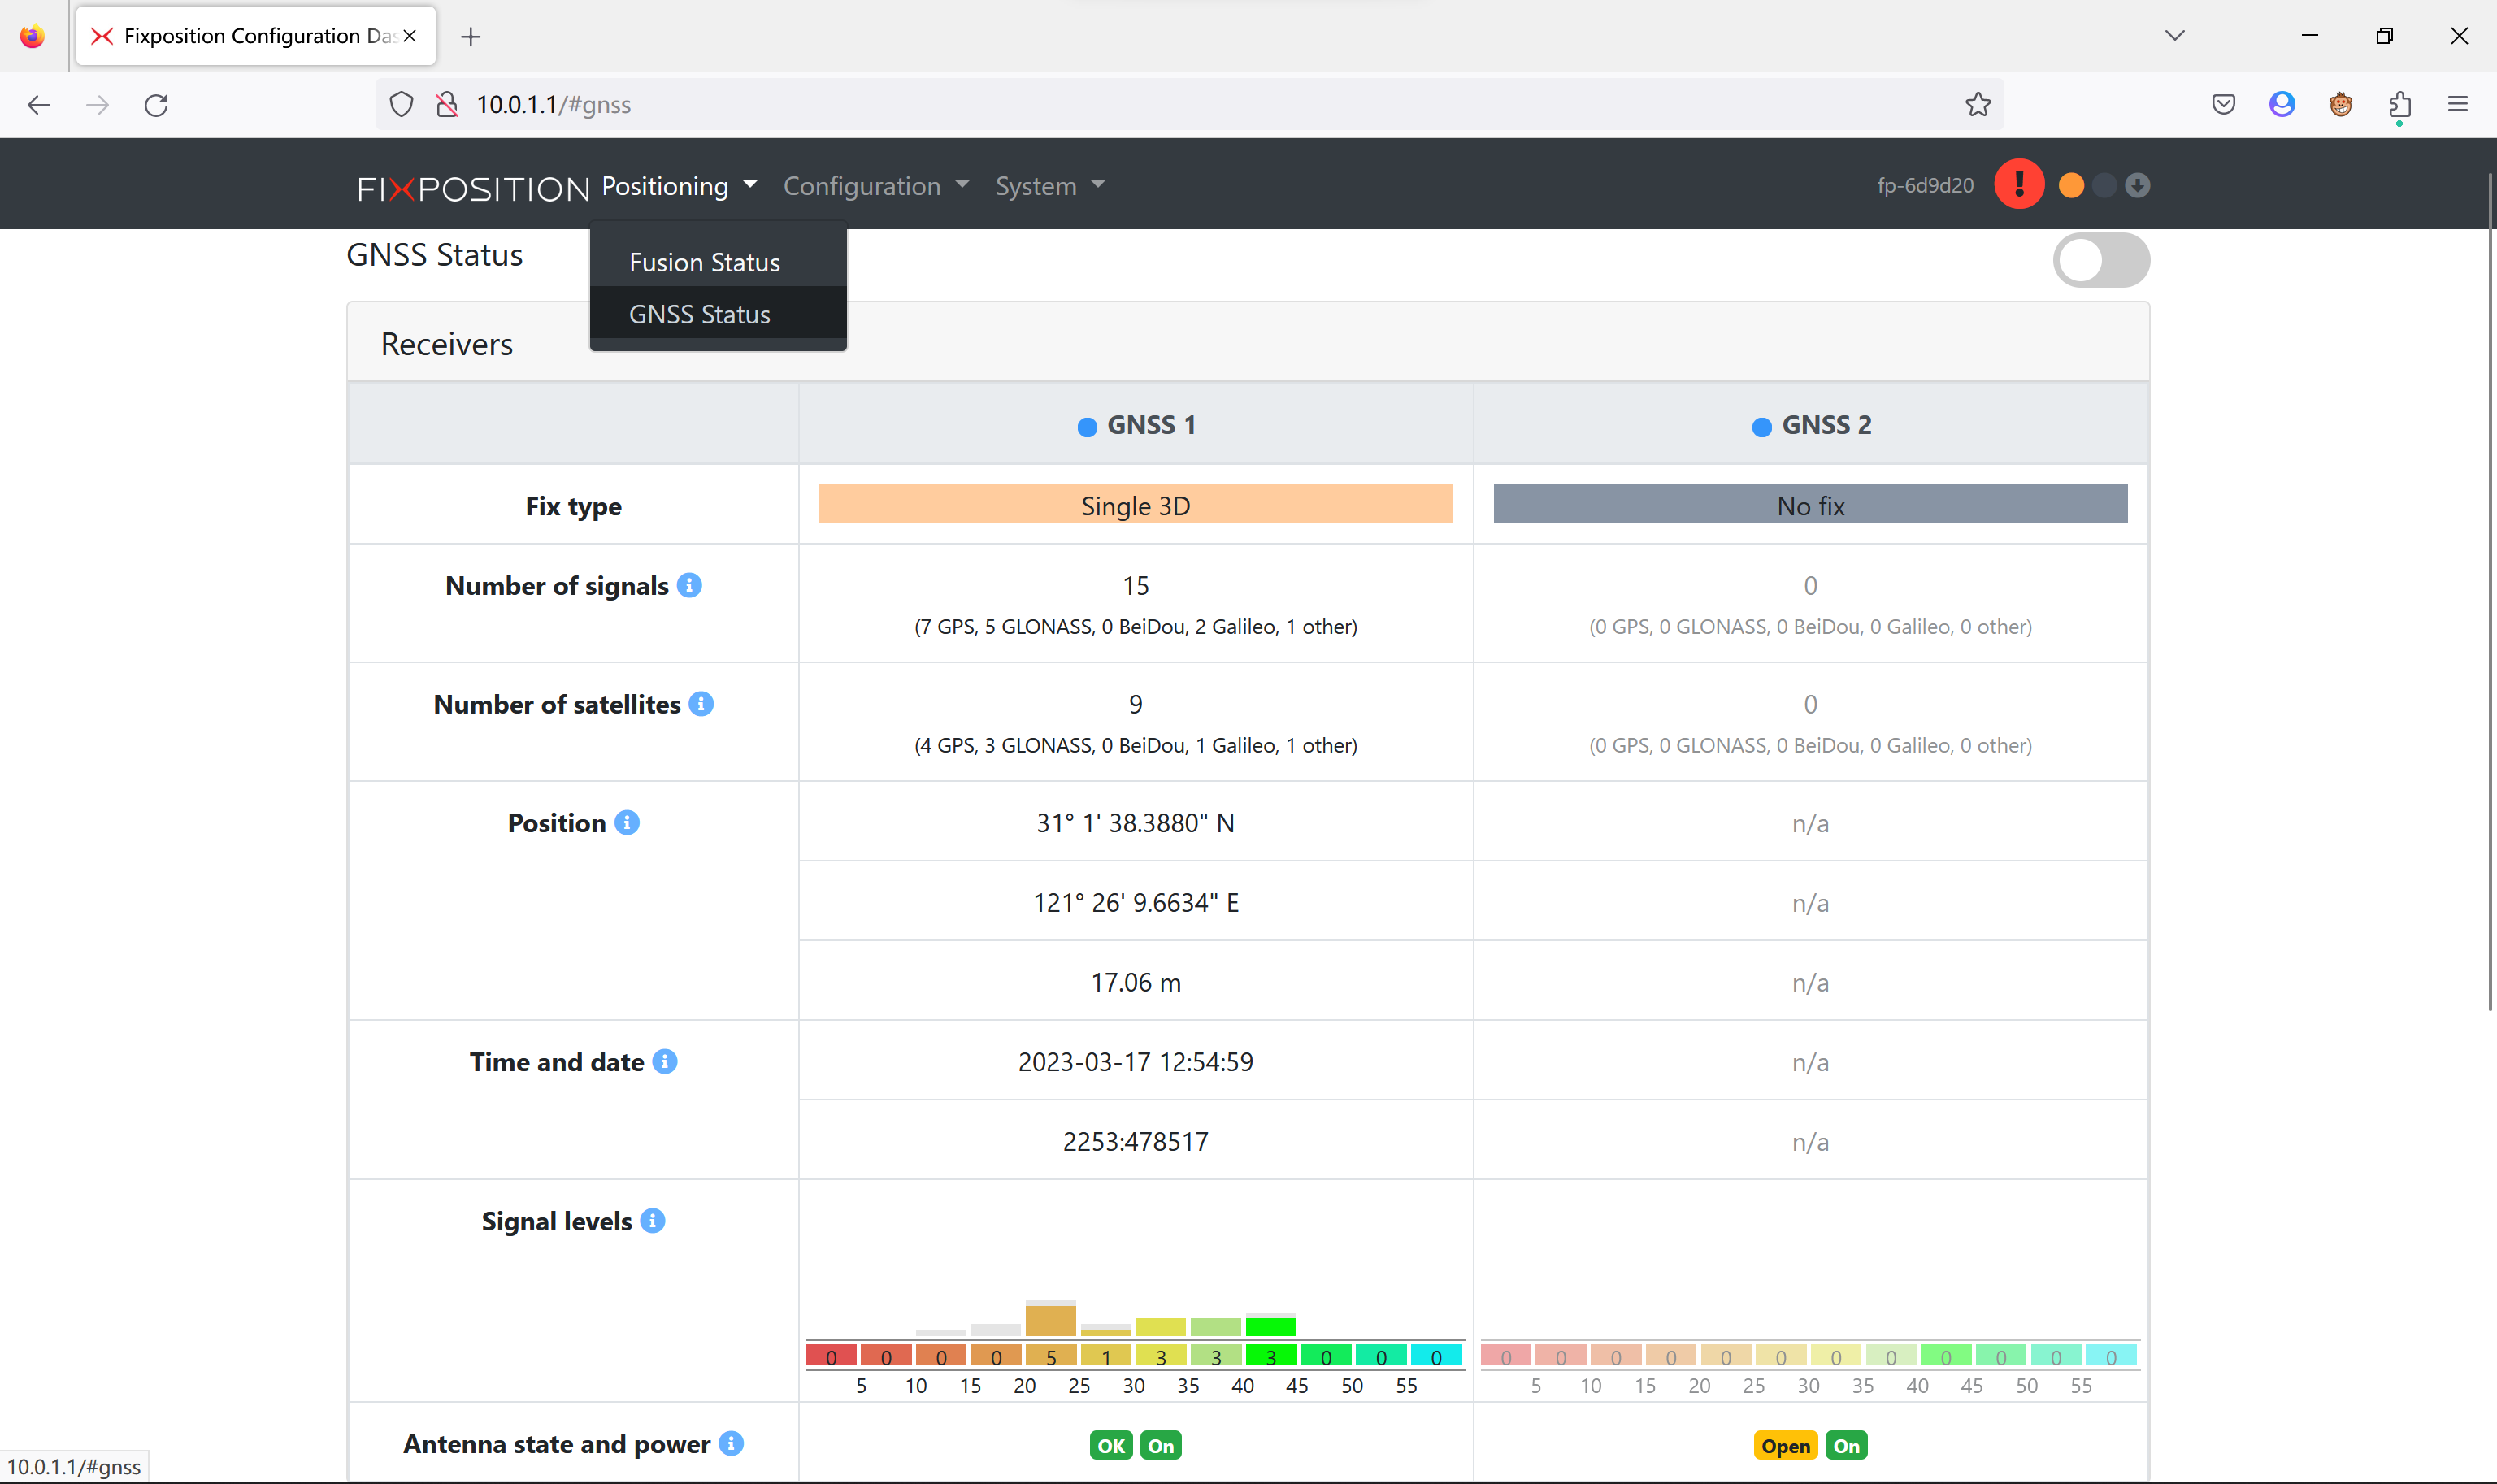 Fixposition Configuration Das
10.0.1.1/#gnss
FIXPOSITION Positioning Configuration System fp-6d9d20
Fusion Status
GNSS Status
GNSS Status
Receivers
GNSS 1 GNSS 2
Fix type Single 3D No fix
Number of signals 15 0
(7 GPS, 5 GLONASS, 0 BeiDou, 2 Galileo, 1 other) (0 GPS, 0 GLONASS, 0 BeiDou, 0 Galileo, 0 other)
Number of satellites 9 0
(4 GPS, 3 GLONASS, 0 BeiDou, 1 Galileo, 1 other) (0 GPS, 0 GLONASS, 0 BeiDou, 0 Galileo, 0 other)
Position 31° 1' 38.3880" N n/a
121° 26' 9.6634" E n/a
17.06 m n/a
Time and date 2023-03-17 12:54:59 n/a
2253:478517 n/a
Signal levels
0 0 0 0 5 1 3 3 3 0 0 0 0 0 0 0 0 0 0 0 0 0 0 0
5 10 15 20 25 30 35 40 45 50 55 5 10 15 20 25 30 35 40 45 50 55
Antenna state and power OK On Open On
10.0.1.1/#gnss